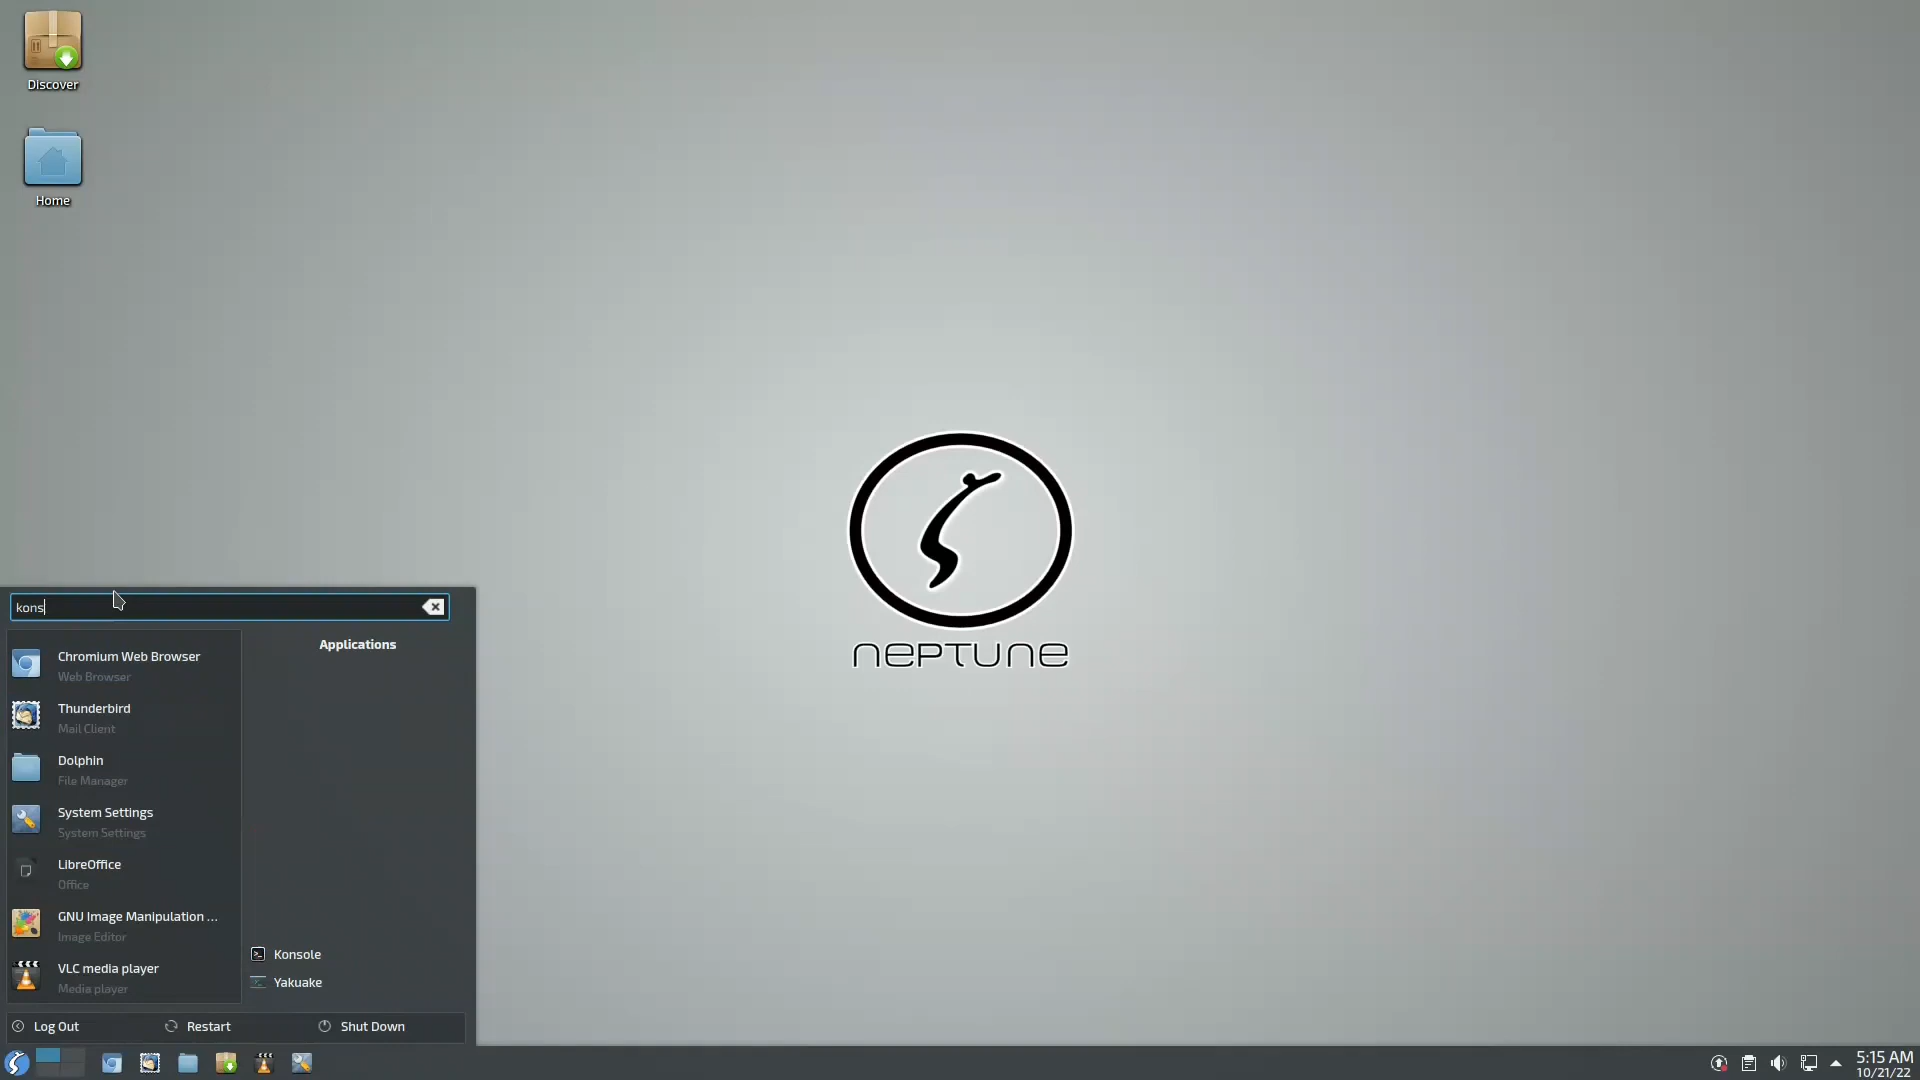 Discover
Home
NEPTUNE
kons
Applications
Chromium Web Browser
Web Browser
Thunderbird
Mail Client
Dolphin
File Manager
System Settings
System Settings
LibreOffice
Office
GNU Image Manipulation ...
Image Editor
VLC media player
Media player
Konsole
Yakuake
Log Out
Restart
Shut Down
5:15 AM
10/21/22